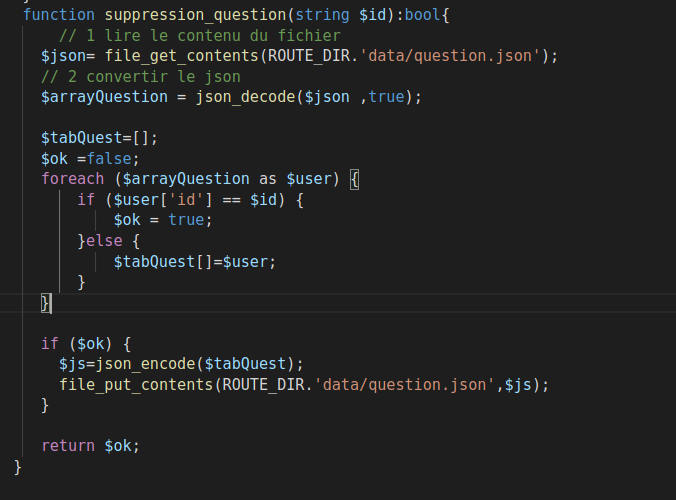 function suppression_question(string $id):bool{
// 1 lire le contenu du fichier
$json= file_get_contents(ROUTE_DIR.'data/question.json');
// 2 convertir le json
$arrayQuestion = json_decode($json ,true);
$tabQuest=[];
$ok =false;
foreach ($arrayQuestion as $user) {
if ($user['id'] == $id) {
$ok = true;
}else {
$tabQuest[]=$user;
}
}
if ($ok) {
$js=json_encode($tabQuest);
file_put_contents(ROUTE_DIR.'data/question.json',$js);
}
return $ok;
}